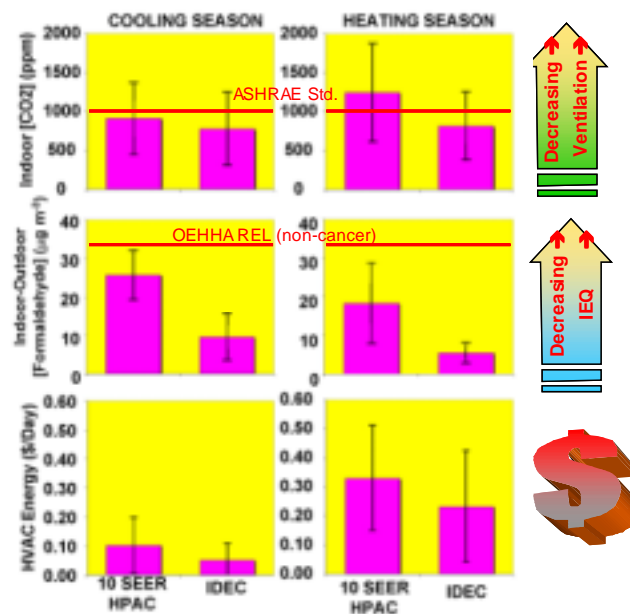 COOLING SEASON
HEATING SEASON
Indoor [CO2] (ppm)
2000
1500
1000
500
0
2000
1500
1000
500
0
ASHRAE Std.
Decreasing
Ventilation
Indoor-Outdoor
[Formaldehyde] (µg m⁻³)
40
30
20
10
0
40
30
20
10
0
OEHHA REL (non-cancer)
Decreasing
IEQ
HVAC Energy ($/Day)
0.60
0.50
0.40
0.30
0.20
0.10
0.00
0.60
0.50
0.40
0.30
0.20
0.10
0.00
$
10 SEER
HPAC
IDEC
10 SEER
HPAC
IDEC